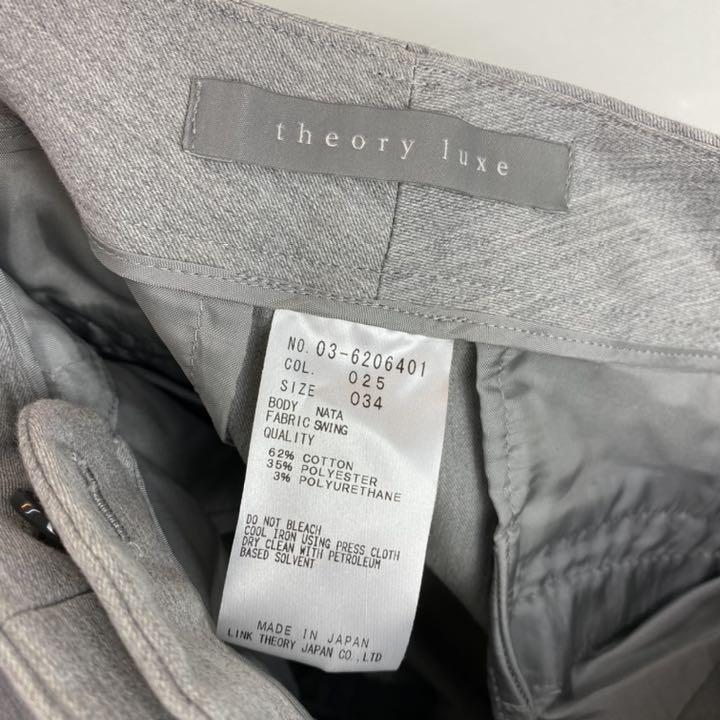 theory luxe
NO. 03-6206401
COL. 025
SIZE 034
BODY NATA
FABRIC SWING
QUALITY
62% COTTON
35% POLYESTER
3% POLYURETHANE
DO NOT BLEACH
COOL IRON USING PRESS CLOTH
DRY CLEAN WITH PETROLEUM
BASED SOLVENT
MADE IN JAPAN
LINK THEORY JAPAN CO.,LTD